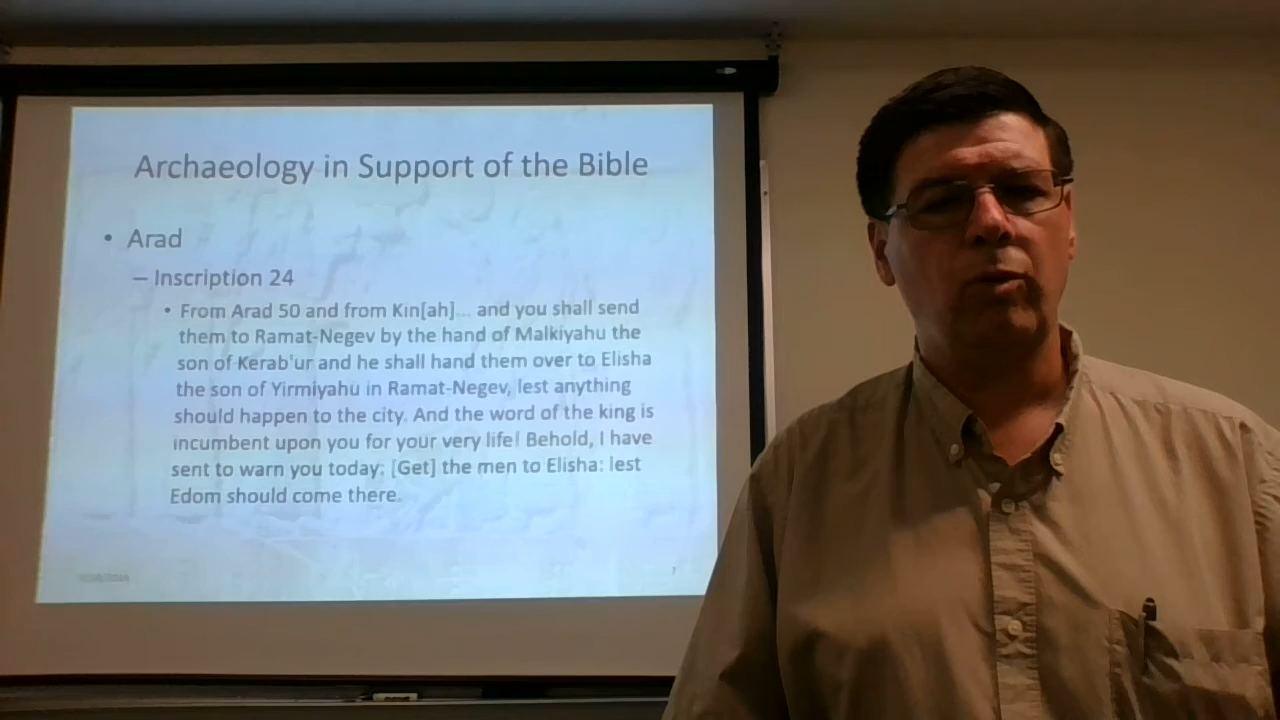 Archaeology in Support of the Bible
• Arad
– Inscription 24
• From Arad 50 and from Kin[ah]... and you shall send
them to Ramat-Negev by the hand of Malkiyahu the
son of Kerab'ur and he shall hand them over to Elisha
the son of Yirmiyahu in Ramat-Negev, lest anything
should happen to the city. And the word of the king is
incumbent upon you for your very life! Behold, I have
sent to warn you today: [Get] the men to Elisha: lest
Edom should come there.
7